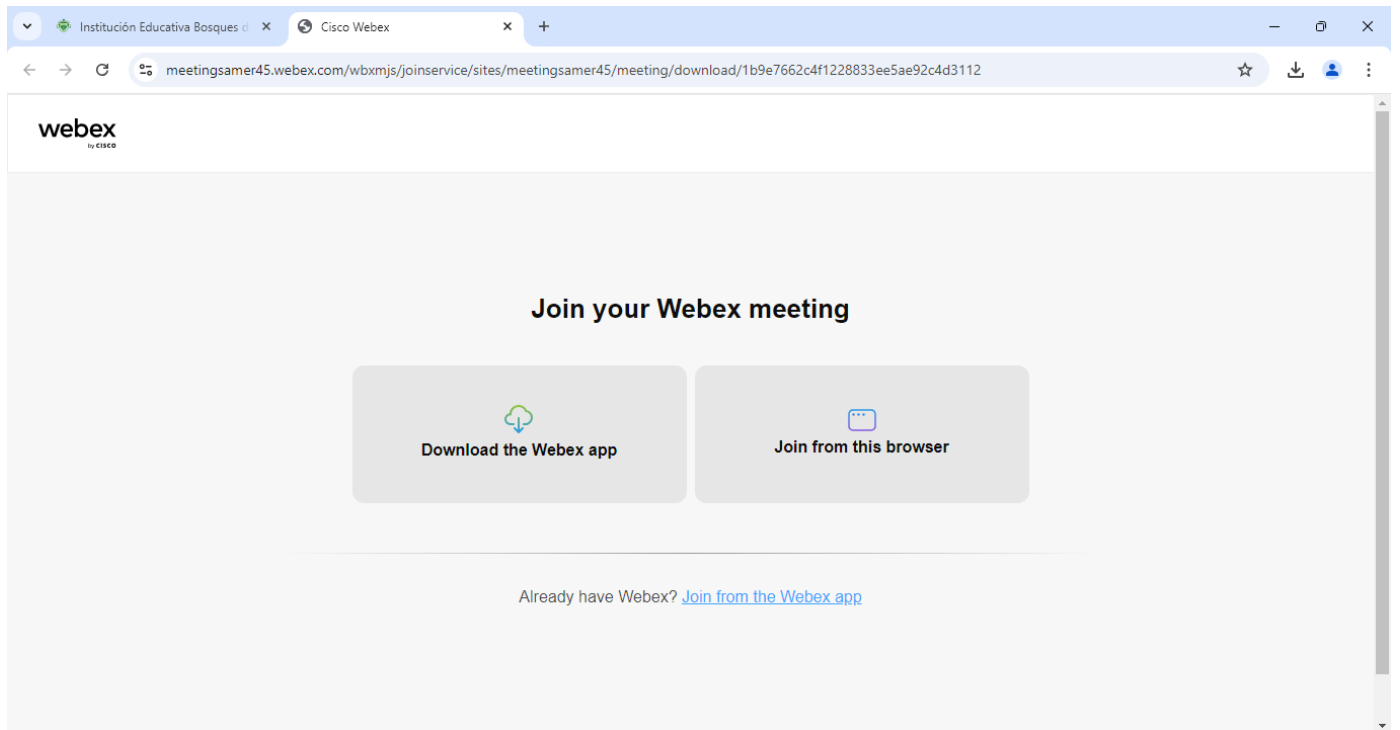 Institución Educativa Bosques d
Cisco Webex
meetingsamer45.webex.com/wbxmjs/joinservice/sites/meetingsamer45/meeting/download/1b9e7662c4f1228833ee5ae92c4d3112
webex
by CISCO
Join your Webex meeting
Download the Webex app
Join from this browser
Already have Webex? Join from the Webex app